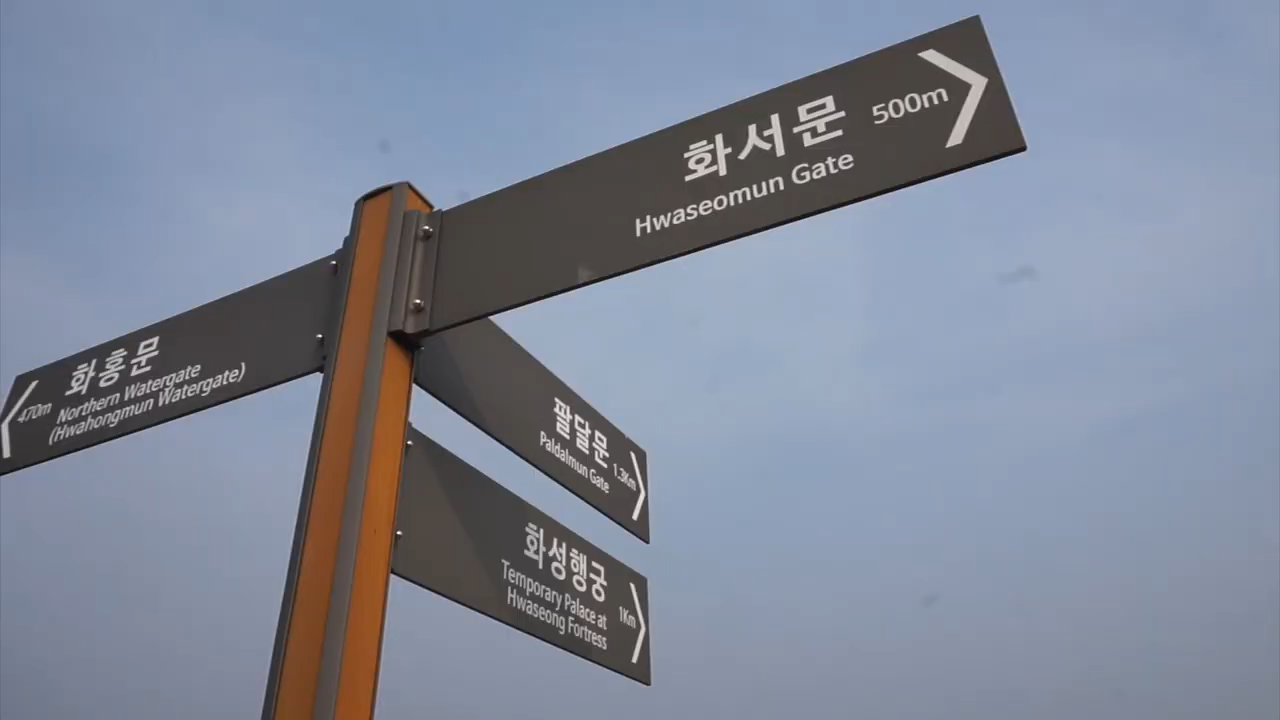 화서문 500m
Hwaseomun Gate
화홍문
470m Northern Watergate
(Hwahongmun Watergate)
팔달문
Paldalmun Gate 1.3Km
화성행궁
Temporary Palace at
Hwaseong Fortress 1Km